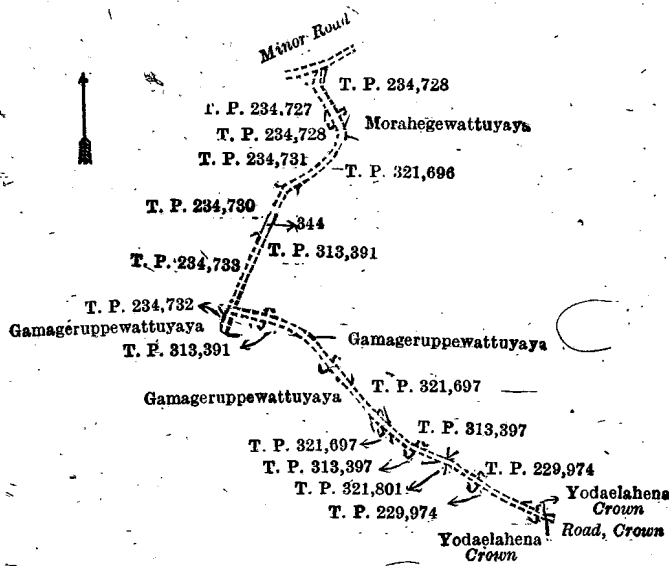 Minor Road
T. P. 234,728
T. P. 234,727
Morahegewattuyaya
T. P. 234,728
T. P. 234,731
T. P. 321,696
T. P. 234,730
344
T. P. 313,391
T. P. 234,733
T. P. 234,732
Gamageruppewattuyaya
T. P. 313,391
Gamageruppewattuyaya
Gamageruppewattuyaya
T. P. 321,697
T. P. 313,397
T. P. 321,697
T. P. 313,397
T. P. 229,974
T. P. 321,801
T. P. 229,974
Yodaelahena
Crown
Road, Crown
Yodaelahena
Crown